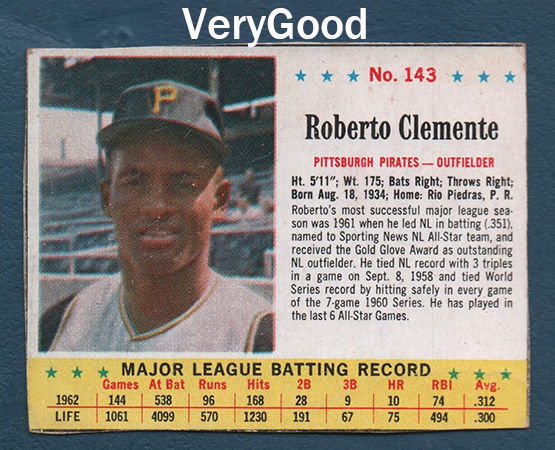 VeryGood
No. 143
Roberto Clemente
PITTSBURGH PIRATES — OUTFIELDER
Ht. 5'11"; Wt. 175; Bats Right; Throws Right;
Born Aug. 18, 1934; Home: Rio Piedras, P. R.
Roberto's most successful major league sea-
son was 1961 when he led NL in batting (.351),
named to Sporting News NL All-Star team, and
received the Gold Glove Award as outstanding
NL outfielder. He tied NL record with 3 triples
in a game on Sept. 8, 1958 and tied World
Series record by hitting safely in every game
of the 7-game 1960 Series. He has played in
the last 6 All-Star Games.
P
MAJOR LEAGUE BATTING RECORD
Games At Bat Runs Hits 2B 3B HR RBI Avg.
1962 144 538 96 168 28 9 10 74 .312
LIFE 1061 4099 570 1230 191 67 75 494 .300